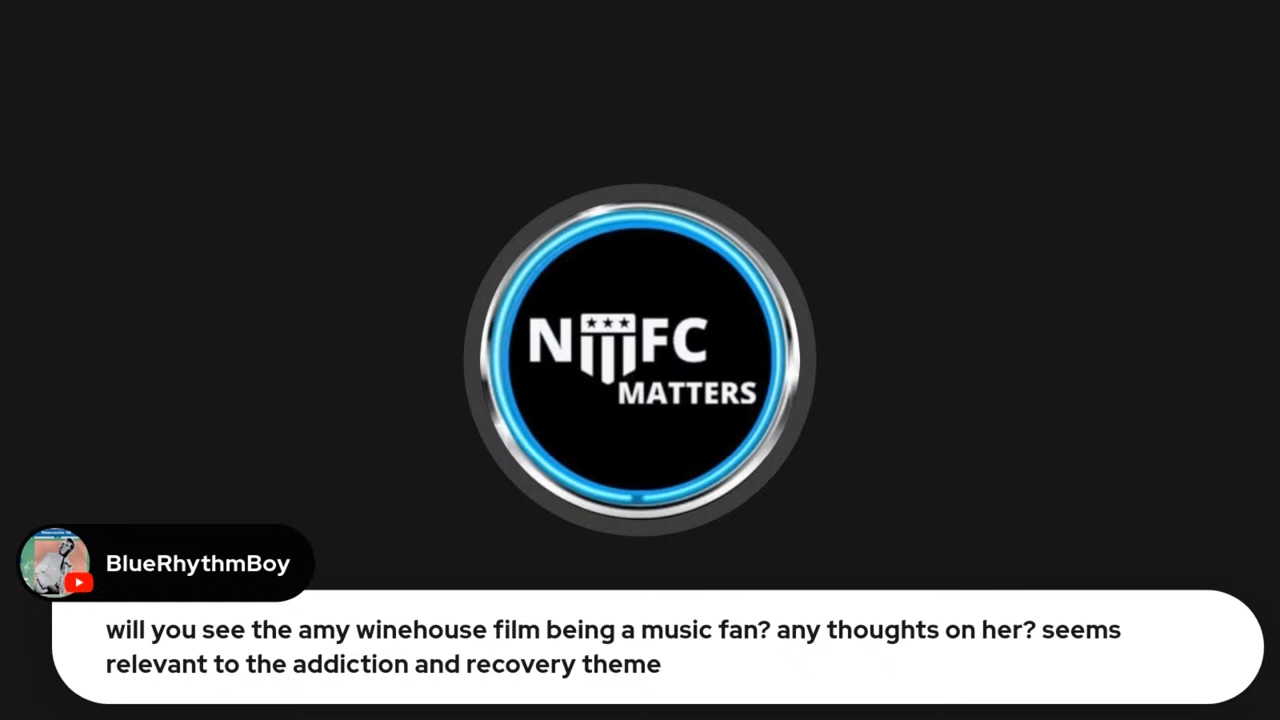 NUFC
MATTERS
BlueRhythmBoy
will you see the amy winehouse film being a music fan? any thoughts on her? seems
relevant to the addiction and recovery theme